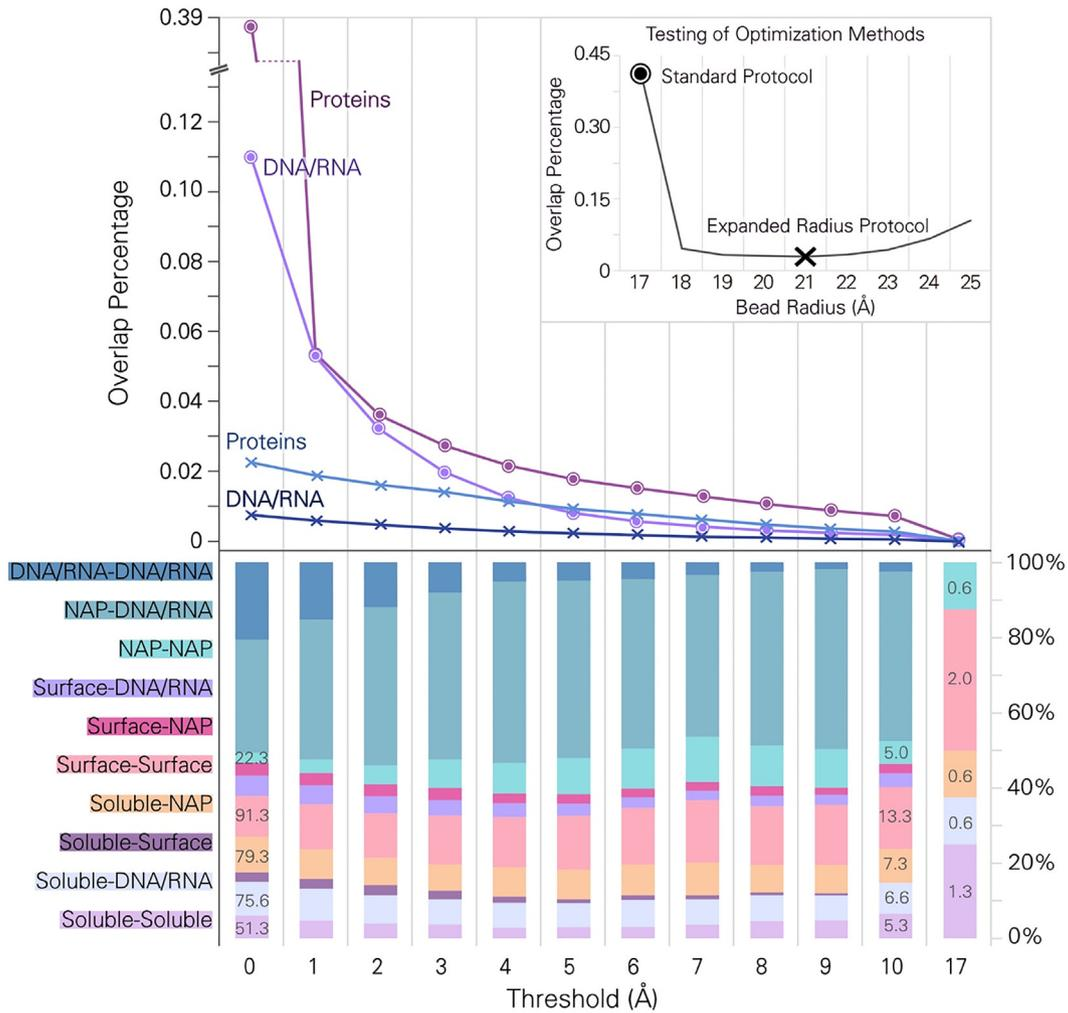 0.39
0.12
0.10
0.08
0.06
0.04
0.02
0
Overlap Percentage
Proteins
DNA/RNA
Proteins
DNA/RNA
Testing of Optimization Methods
0.45
0.30
0.15
0
Overlap Percentage
Standard Protocol
Expanded Radius Protocol
17 18 19 20 21 22 23 24 25
Bead Radius (Å)
DNA/RNA-DNA/RNA
NAP-DNA/RNA
NAP-NAP
Surface-DNA/RNA
Surface-NAP
Surface-Surface
Soluble-NAP
Soluble-Surface
Soluble-DNA/RNA
Soluble-Soluble
22.3
91.3
79.3
75.6
51.3
5.0
13.3
7.3
6.6
5.3
0.6
2.0
0.6
0.6
1.3
100%
80%
60%
40%
20%
0%
0 1 2 3 4 5 6 7 8 9 10 17
Threshold (Å)